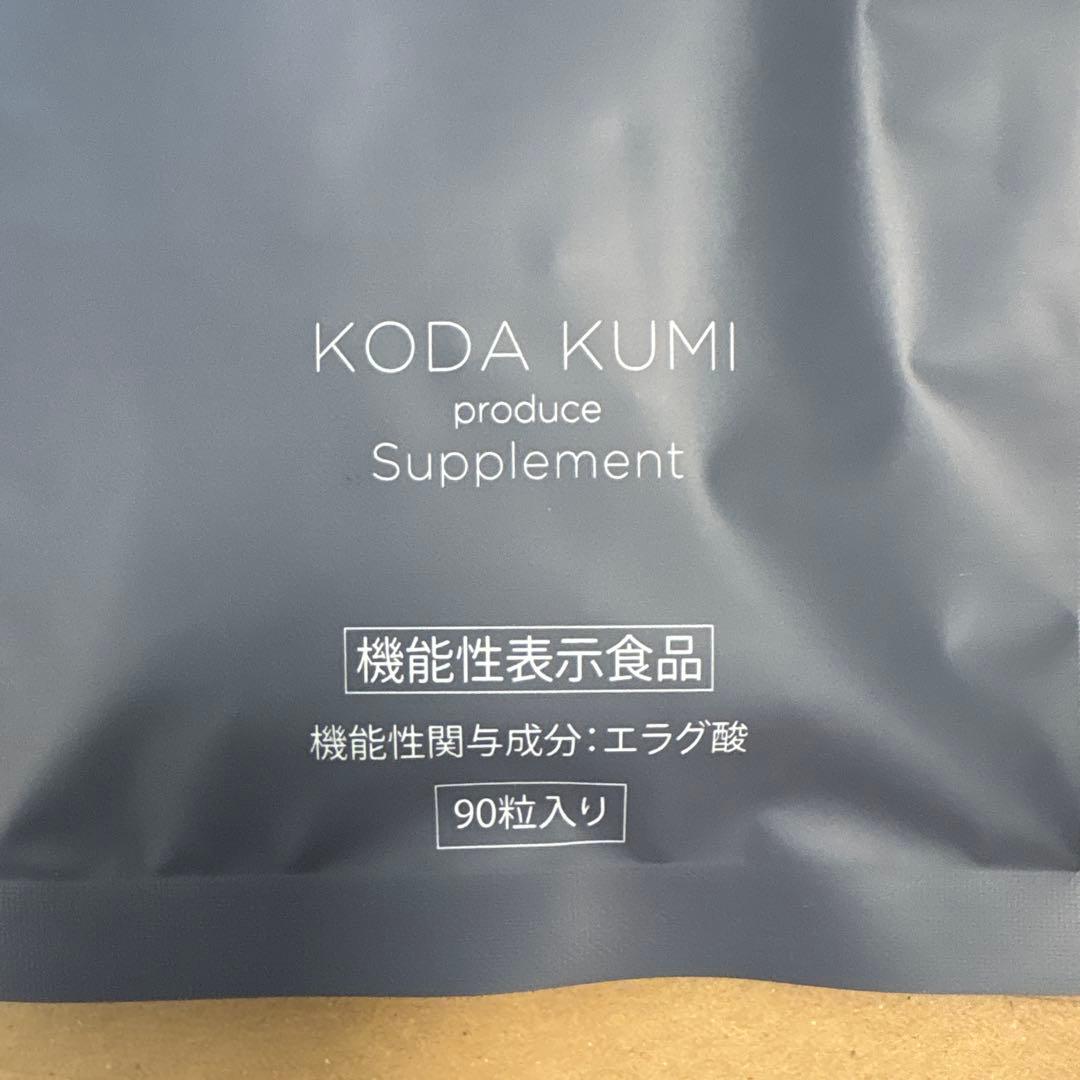 KODA KUMI
produce
Supplement
機能性表示食品
機能性関与成分：エラグ酸
90粒入り